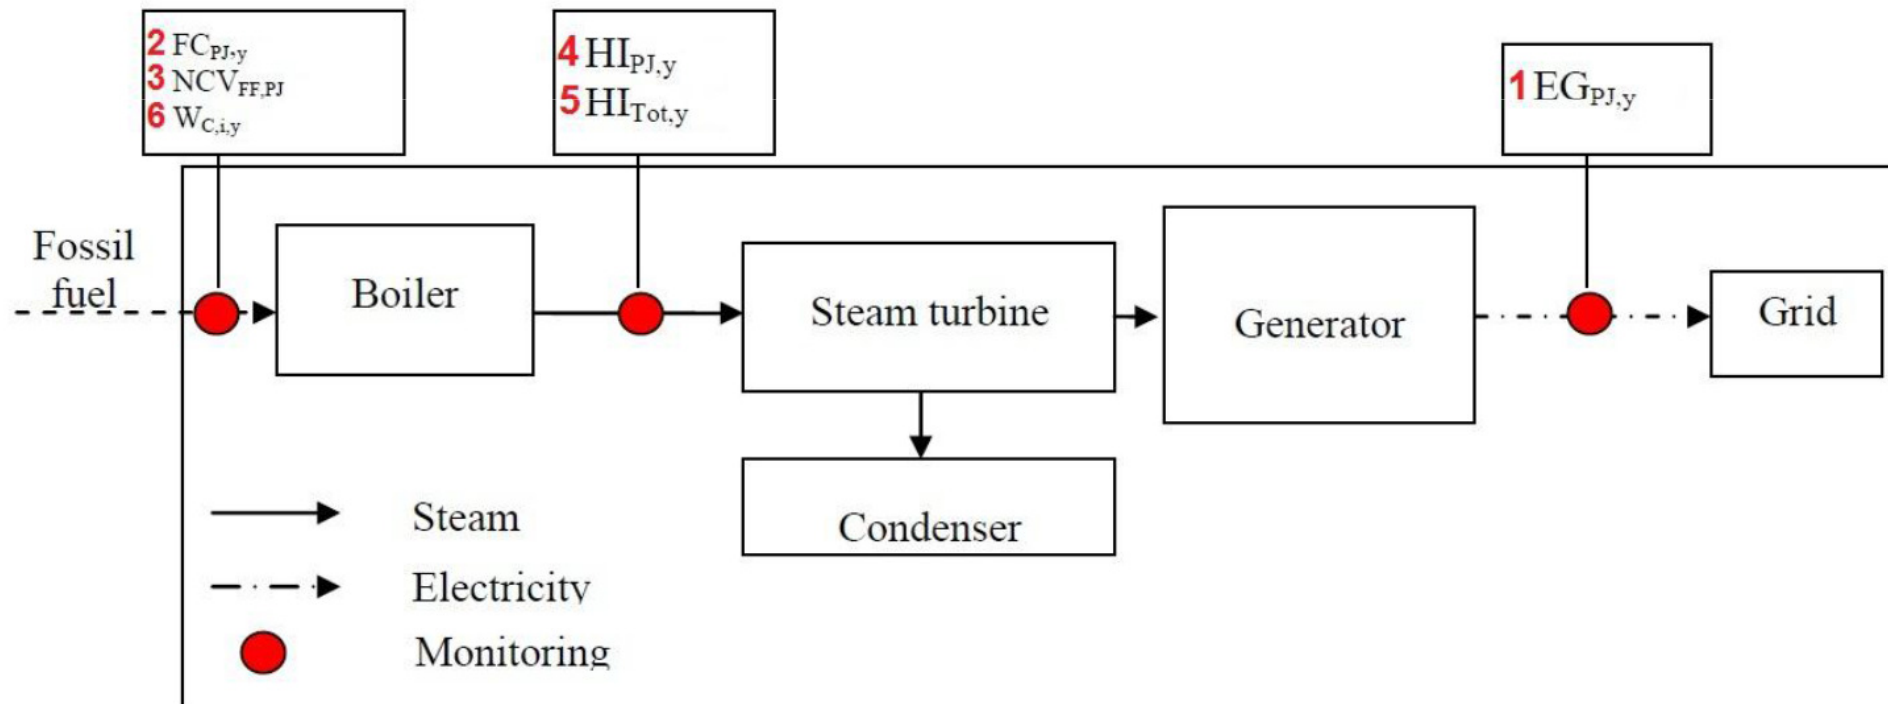 2 FCPJ,y
3 NCVFF,PJ
6 WC,i,y
4 HIPJ,y
5 HITot,y
1 EGPJ,y
Fossil
fuel
Boiler
Steam turbine
Generator
Grid
Condenser
Steam
Electricity
Monitoring